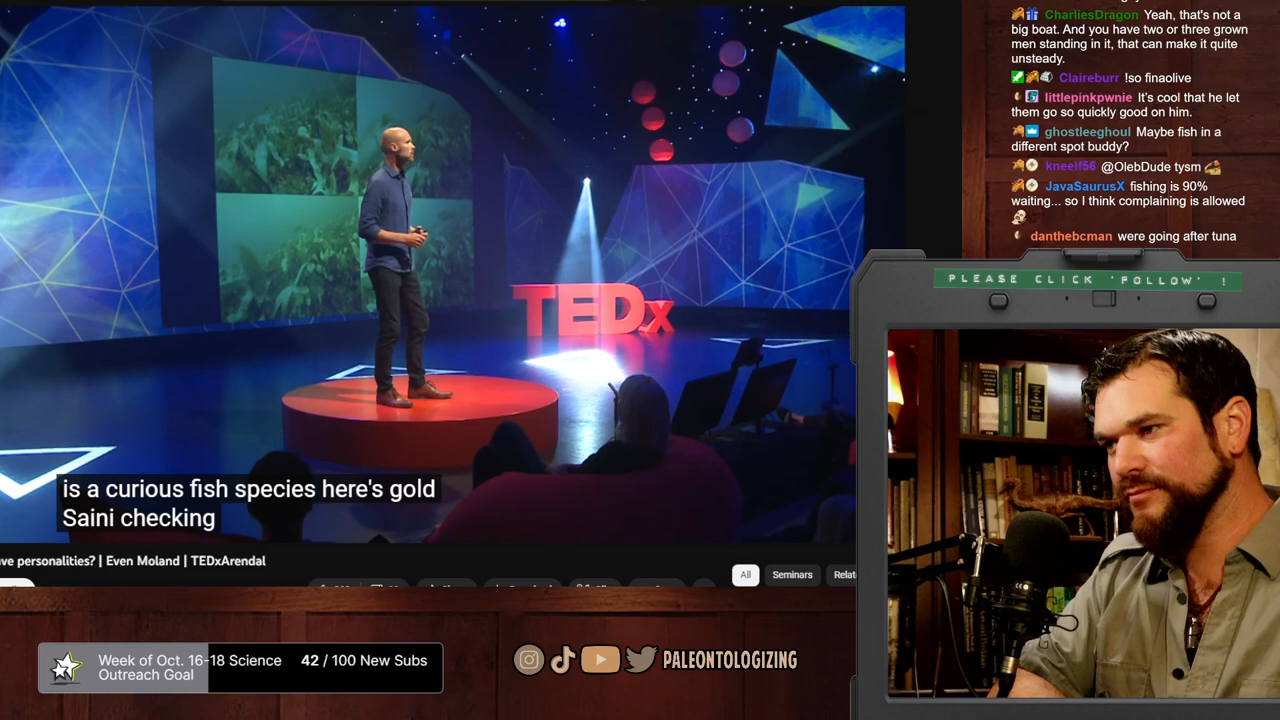 CharliesDragon Yeah, that's not a
big boat. And you have two or three grown
men standing in it, that can make it quite
unsteady.
Claireburr !so finaolive
littlepinkpwnie It's cool that he let
them go so quickly good on him.
ghostleeghoul Maybe fish in a
different spot buddy?
kneelf56 @OlebDude tysm
JavaSaurusX fishing is 90%
waiting... so I think complaining is allowed
danthebcman were going after tuna
PLEASE CLICK "FOLLOW" !
TEDx
is a curious fish species here's gold
Saini checking
ve personalities? | Even Moland | TEDxArendal
All
Seminars
Relat
Week of Oct. 16-18 Science
Outreach Goal
42 / 100 New Subs
PALEONTOLOGIZING